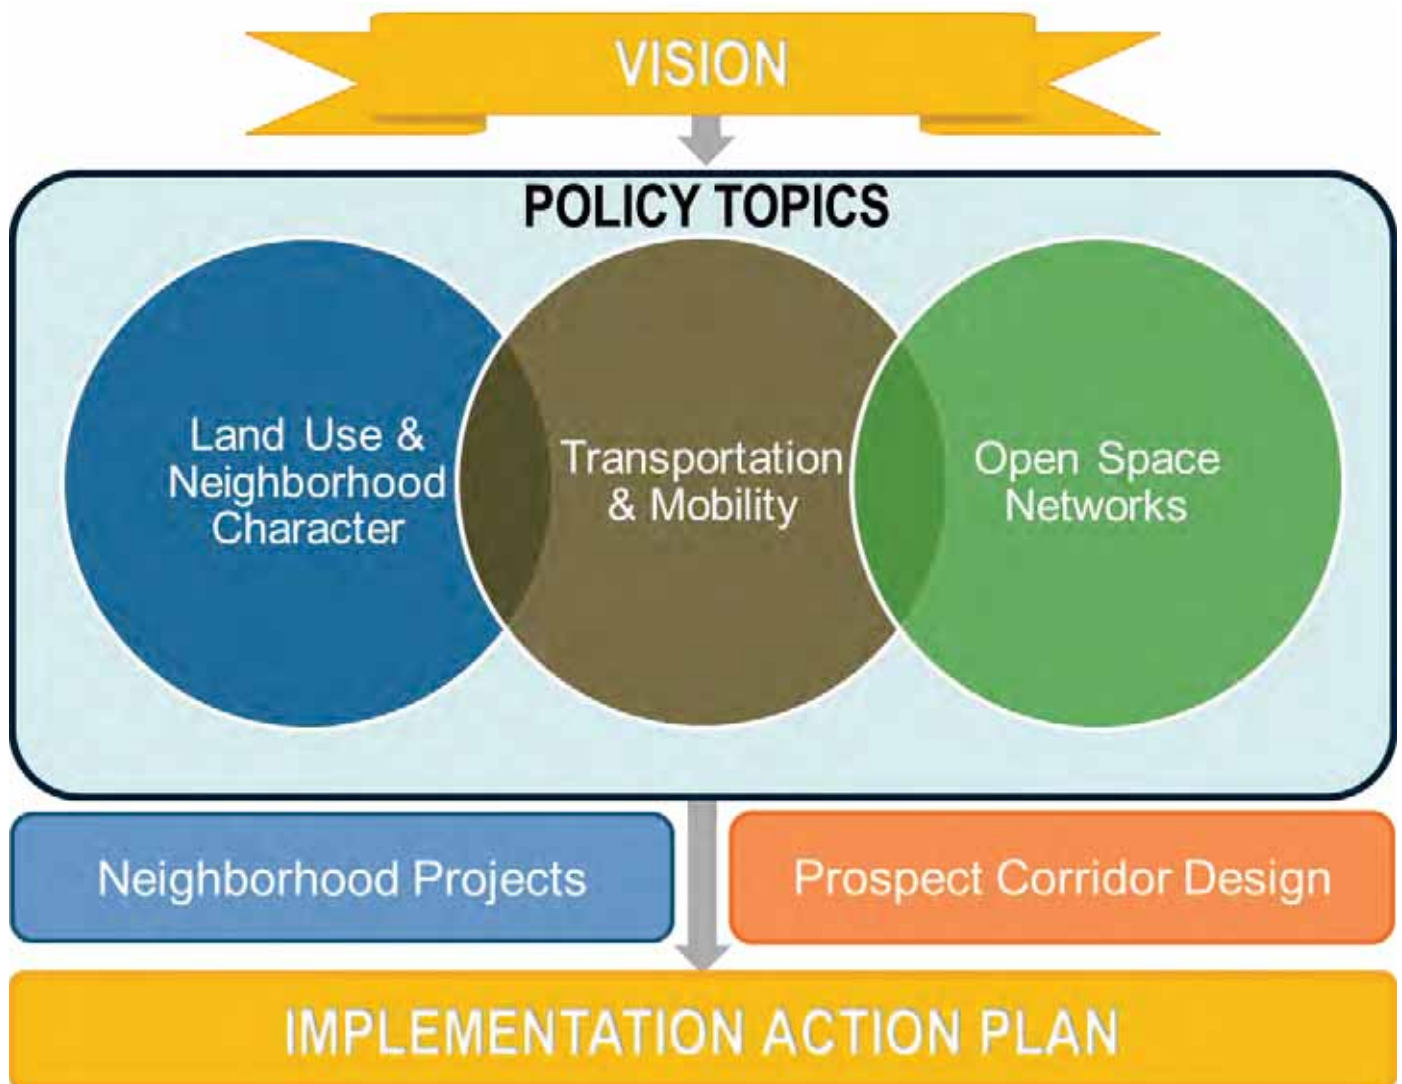 VISION
POLICY TOPICS
Land Use &
Neighborhood
Character
Transportation
& Mobility
Open Space
Networks
Neighborhood Projects
Prospect Corridor Design
IMPLEMENTATION ACTION PLAN